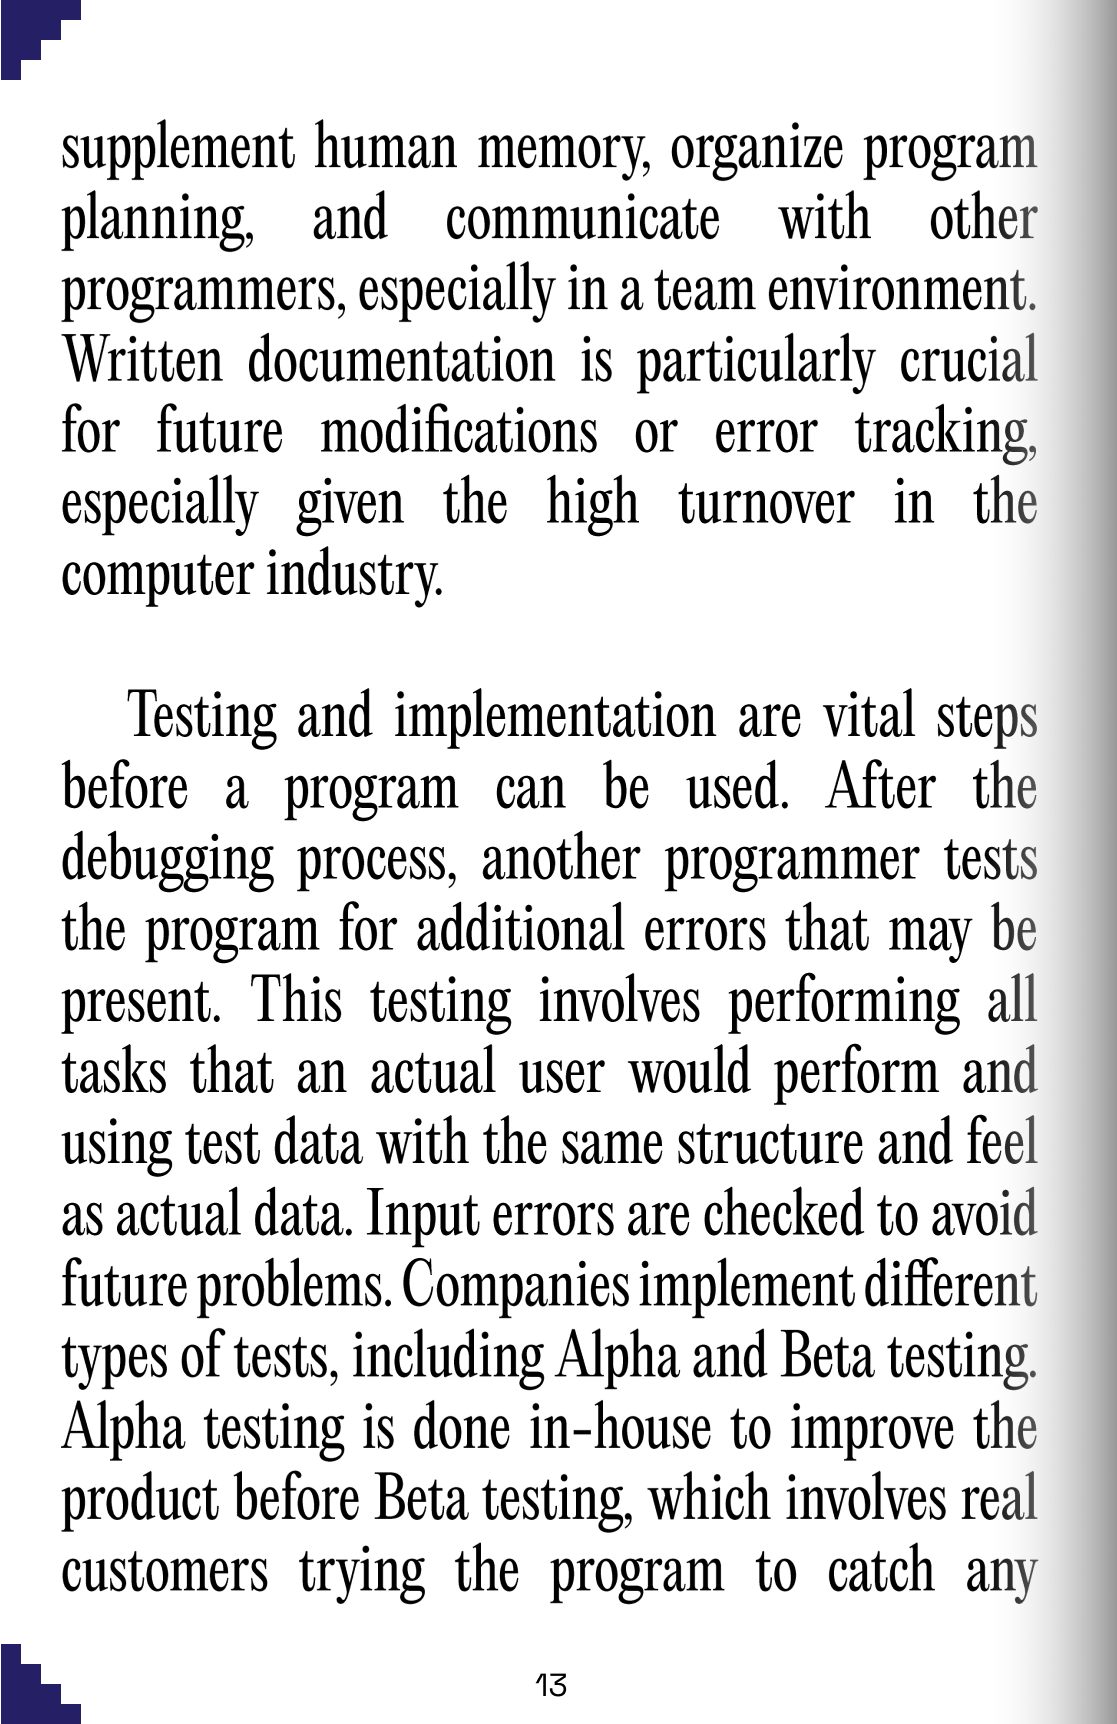 supplement human memory, organize program
planning, and communicate with other
programmers, especially in a team environment.
Written documentation is particularly crucial
for future modifications or error tracking,
especially given the high turnover in the
computer industry.
Testing and implementation are vital steps
before a program can be used. After the
debugging process, another programmer tests
the program for additional errors that may be
present. This testing involves performing all
tasks that an actual user would perform and
using test data with the same structure and feel
as actual data. Input errors are checked to avoid
future problems. Companies implement different
types of tests, including Alpha and Beta testing.
Alpha testing is done in-house to improve the
product before Beta testing, which involves real
customers trying the program to catch any
13